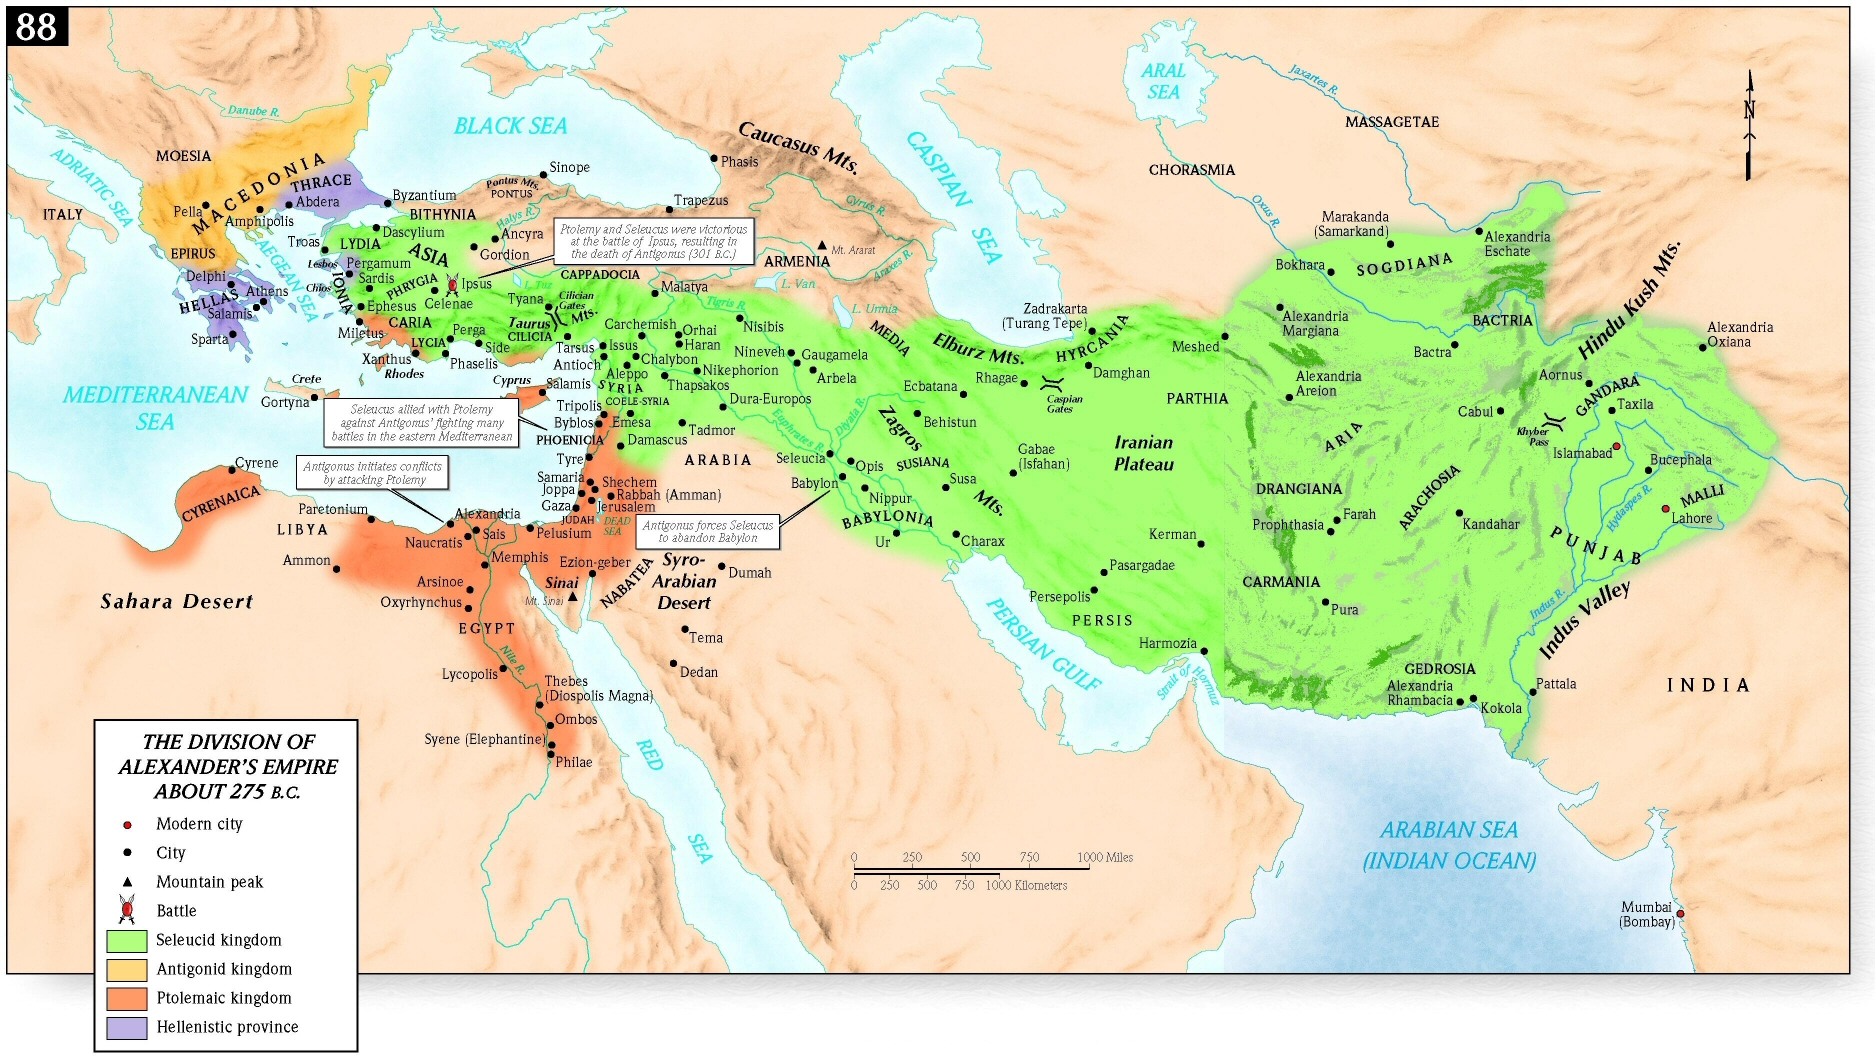 88
ARAL
SEA
Jaxartes R.
MASSAGETAE
N
Danube R.
BLACK SEA
Caucasus Mts.
CASPIAN
SEA
CHORASMIA
Oxus R.
ADRIATIC SEA
MOESIA
MACEDONIA
THRACE
Abdera
Byzantium
Sinope
Pontus Mts.
PONTUS
Phasis
Trapezus
Cyrus R.
ITALY
Pella
Amphipolis
BITHYNIA
Halys R.
Dascylium
Ancyra
Gordion
Ptolemy and Seleucus were victorious
at the battle of Ipsus, resulting in
the death of Antigonus (301 B.C.)
Mt. Ararat
ARMENIA
Araxes R.
Marakanda
(Samarkand)
Alexandria
Eschate
Bokhara
SOGDIANA
Hindu Kush Mts.
EPIRUS
AEGEAN SEA
Troas
LYDIA
ASIA
Lesbos
Pergamum
Delphi
Sardis
PHRYGIA
Ipsus
CAPPADOCIA
L. Tuz
Malatya
L. Van
L. Urmia
Chios
IONIA
HELLAS
Athens
Salamis
Ephesus
Celenae
Tyana
Cilician
Gates
Tigris R.
Zadrakarta
(Turang Tepe)
Alexandria
Margiana
BACTRIA
Alexandria
Oxiana
Sparta
Miletus
CARIA
Perga
Taurus
Mts.
CILICIA
Carchemish
Orhai
Haran
Nisibis
MEDIA
Elburz Mts.
HYRCANIA
Meshed
Bactra
LYCIA
Side
Tarsus
Issus
Nineveh
Gaugamela
Xanthus
Phaselis
Antioch
Chalybon
Rhodes
Aleppo
Nikephorion
Arbela
Rhagae
Damghan
Alexandria
Areion
Aornus
GANDARA
Crete
Cyprus
Salamis
SYRIA
Thapsakos
Ecbatana
Caspian
Gates
PARTHIA
Taxila
MEDITERRANEAN
SEA
Gortyna
COELE-SYRIA
Dura-Europos
Cabul
Khyber
Pass
Seleucus allied with Ptolemy
against Antigonus' fighting many
battles in the eastern Mediterranean
Tripolis
Byblos
Emesa
Euphrates R.
Diyala R.
Zagros
Mts.
Behistun
Tadmor
PHOENICIA
Damascus
Iranian
Plateau
ARIA
Islamabad
Cyrene
Antigonus initiates conflicts
by attacking Ptolemy
Tyre
ARABIA
Seleucia
Opis
SUSIANA
Gabae
(Isfahan)
Bucephala
CYRENAICA
Samaria
Joppa
Shechem
Rabbah (Amman)
Babylon
Susa
DRANGIANA
ARACHOSIA
Hydaspes R.
MALLI
Paretonium
Alexandria
Gaza
Jerusalem
Nippur
Lahore
LIBYA
JUDAH
DEAD
SEA
Antigonus forces Seleucus
to abandon Babylon
BABYLONIA
Prophthasia
Farah
Kandahar
Naucratis
Sais
Pelusium
Ur
Charax
Kerman
PUNJAB
Ammon
Memphis
Ezion-geber
Syro-
Arabian
Desert
Dumah
Pasargadae
Sahara Desert
Arsinoe
Sinai
NABATEA
CARMANIA
Oxyrhynchus
Mt. Sinai
Persepolis
Pura
Indus R.
Indus Valley
EGYPT
Tema
PERSIAN GULF
PERSIS
Nile R.
Harmozia
Lycopolis
Dedan
Strait of
Hormuz
GEDROSIA
Thebes
(Diospolis Magna)
Alexandria
Rhambacia
Kokola
Pattala
INDIA
Ombos
Syene (Elephantine)
Philae
RED
SEA
THE DIVISION OF
ALEXANDER'S EMPIRE
ABOUT 275 B.C.
Modern city
City
Mountain peak
Battle
Seleucid kingdom
Antigonid kingdom
Ptolemaic kingdom
Hellenistic province
0 250 500 750 1000 Miles
0 250 500 750 1000 Kilometers
ARABIAN SEA
(INDIAN OCEAN)
Mumbai
(Bombay)